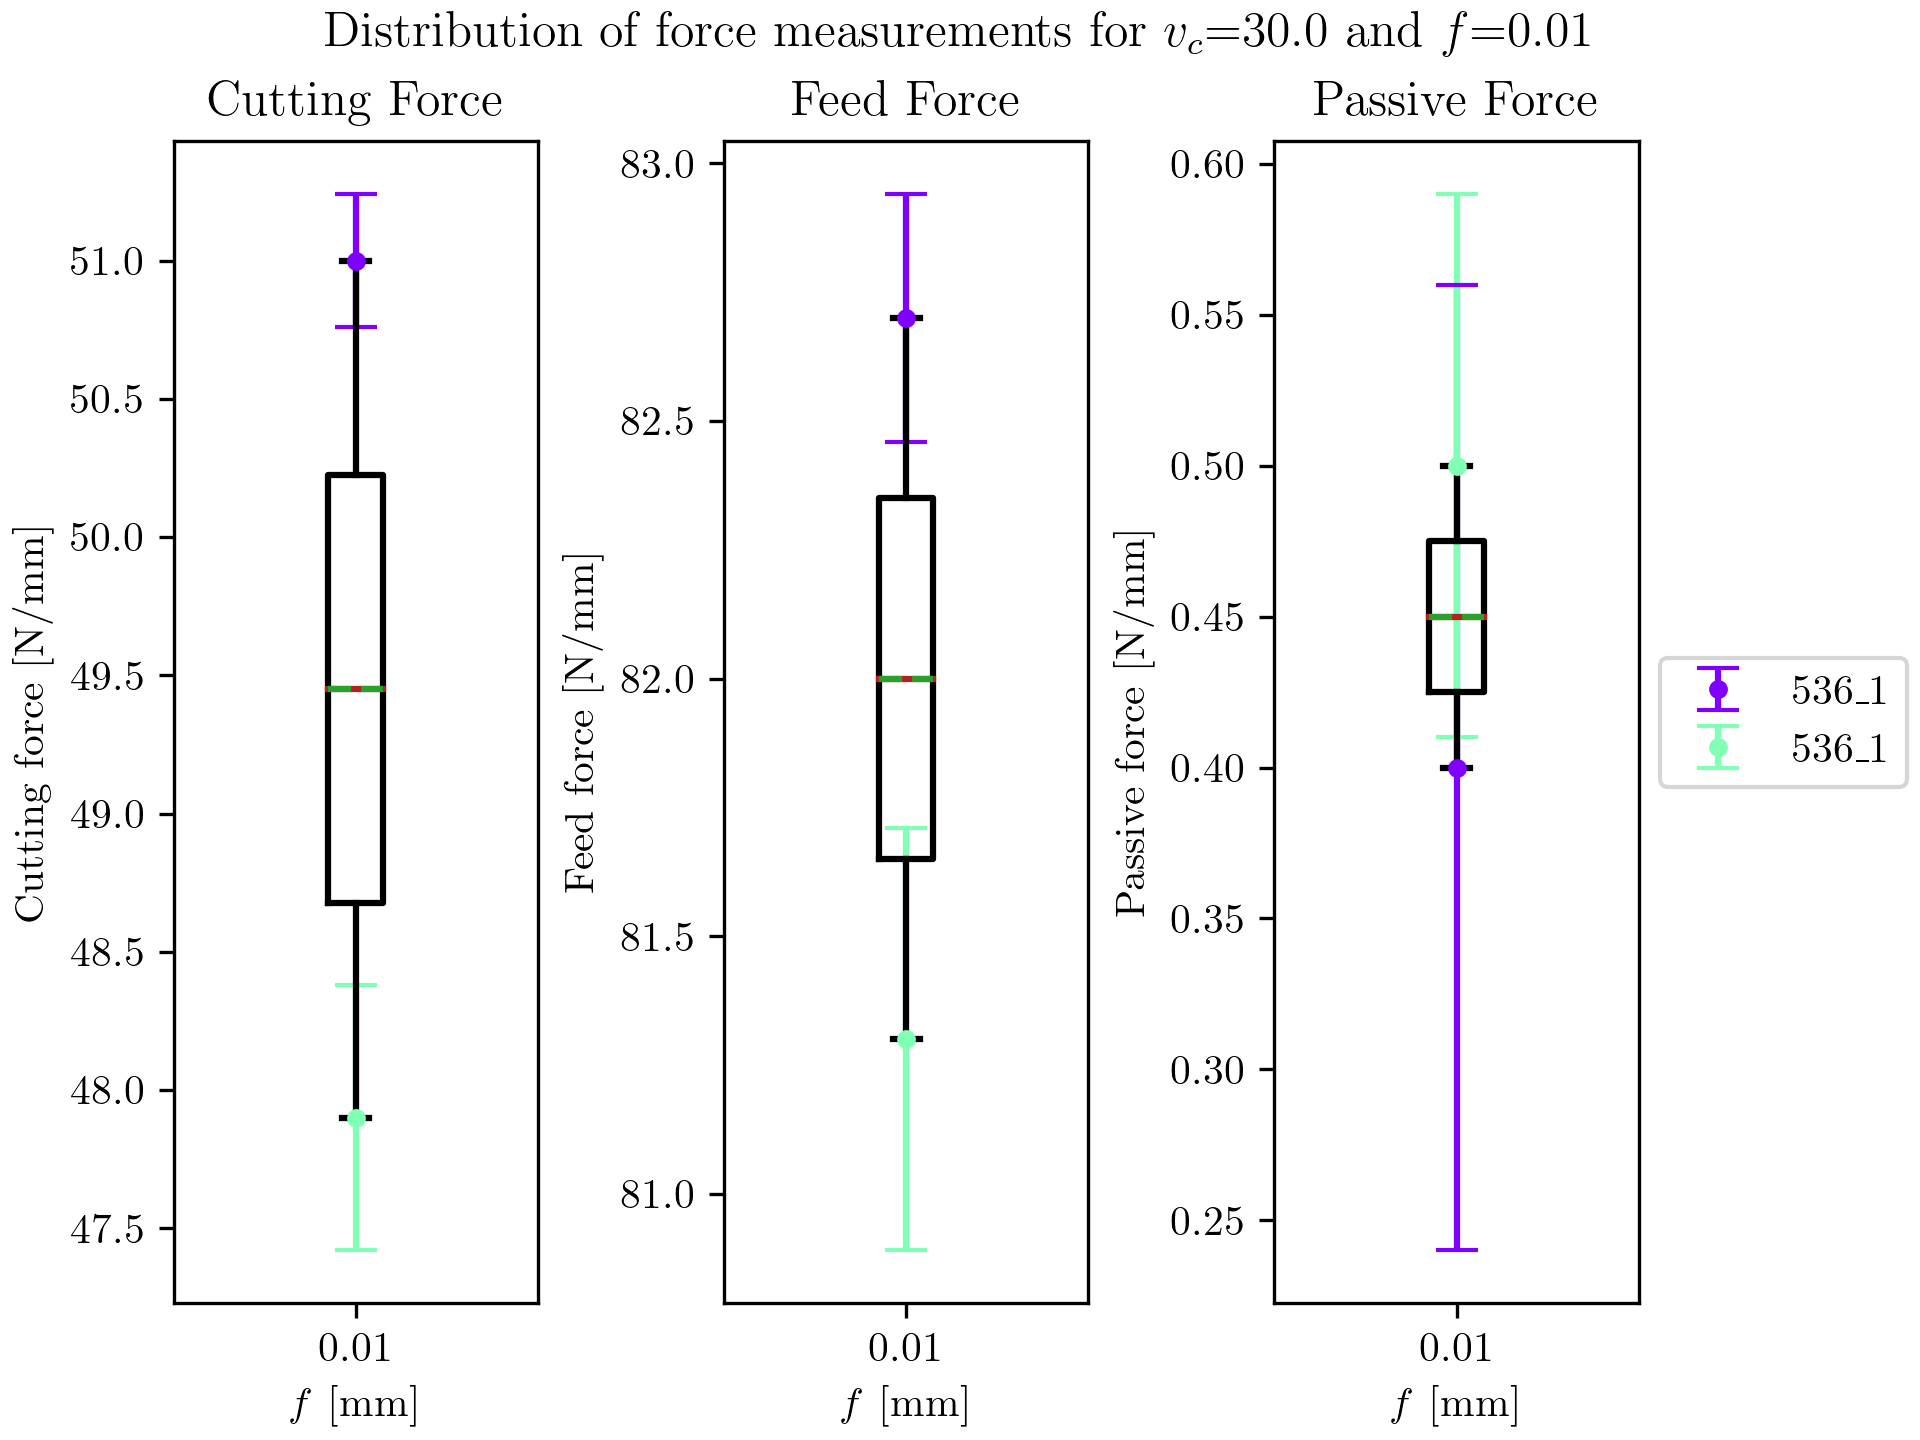 Distribution of force measurements for v_c=30.0 and f=0.01
Cutting Force
Cutting force [N/mm]
51.0
50.5
50.0
49.5
49.0
48.5
48.0
47.5
0.01
f [mm]
Feed Force
Feed force [N/mm]
83.0
82.5
82.0
81.5
81.0
0.01
f [mm]
Passive Force
Passive force [N/mm]
0.60
0.55
0.50
0.45
0.40
0.35
0.30
0.25
0.01
f [mm]
536_1
536_1